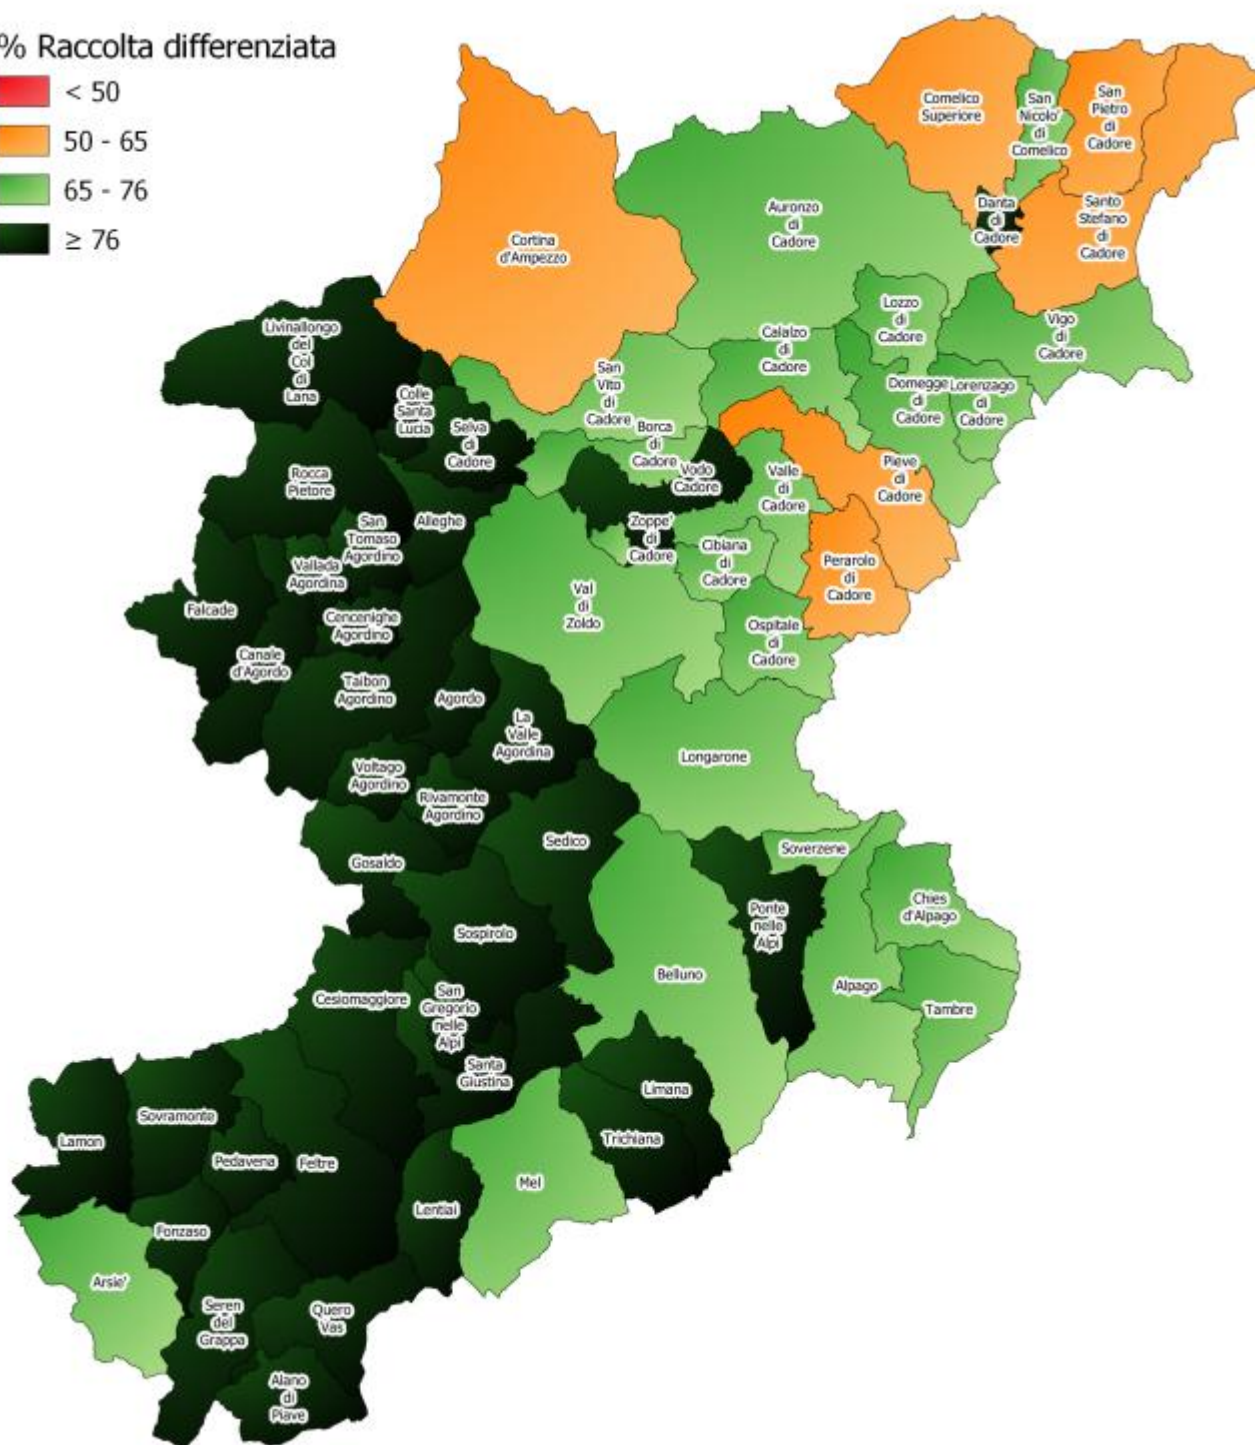 % Raccolta differenziata
< 50
50 - 65
65 - 76
≥ 76
Comelico
Superiore
San
Nicolo'
di
Comelico
San
Pietro
di
Cadore
Danta
di
Cadore
Santo
Stefano
di
Cadore
Auronzo
di
Cadore
Cortina
d'Ampezzo
Lozzo
di
Cadore
Vigo
di
Cadore
Calalzo
di
Cadore
Livinallongo
del
Col
di
Lana
San
Vito
di
Cadore
Domegge
di
Cadore
Lorenzago
di
Cadore
Colle
Santa
Lucia
Selva
di
Cadore
Borca
di
Cadore
Vodo
Cadore
Valle
di
Cadore
Pieve
di
Cadore
Rocca
Pietore
Alleghe
San
Tomaso
Agordino
Zoppe'
di
Cadore
Cibiana
di
Cadore
Perarolo
di
Cadore
Vallada
Agordina
Falcade
Cencenighe
Agordino
Val
di
Zoldo
Ospitale
di
Cadore
Canale
d'Agordo
Taibon
Agordino
Agordo
La
Valle
Agordina
Longarone
Voltago
Agordino
Rivamonte
Agordino
Sedico
Soverzene
Gosaldo
Chies
d'Alpago
Ponte
nelle
Alpi
Sospirolo
Belluno
Alpago
Tambre
Cesiomaggiore
San
Gregorio
nelle
Alpi
Santa
Giustina
Limana
Trichiana
Lamon
Sovramonte
Pedavena
Feltre
Mel
Lentiai
Fonzaso
Arsie'
Seren
del
Grappa
Quero
Vas
Alano
di
Piave